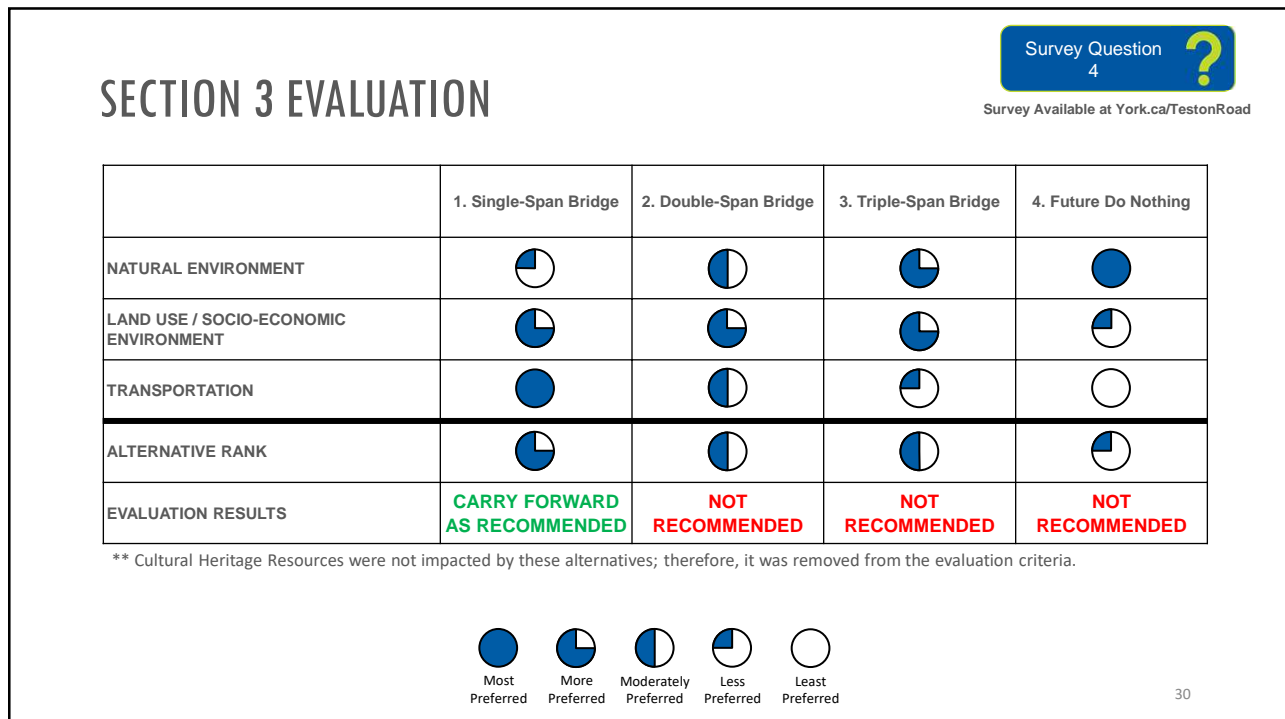 Survey Question
4
?
Survey Available at York.ca/TestonRoad
SECTION 3 EVALUATION
1. Single-Span Bridge
2. Double-Span Bridge
3. Triple-Span Bridge
4. Future Do Nothing
NATURAL ENVIRONMENT
LAND USE / SOCIO-ECONOMIC
ENVIRONMENT
TRANSPORTATION
ALTERNATIVE RANK
EVALUATION RESULTS
CARRY FORWARD
AS RECOMMENDED
NOT
RECOMMENDED
NOT
RECOMMENDED
NOT
RECOMMENDED
** Cultural Heritage Resources were not impacted by these alternatives; therefore, it was removed from the evaluation criteria.
Most
Preferred
More
Preferred
Moderately
Preferred
Less
Preferred
Least
Preferred
30